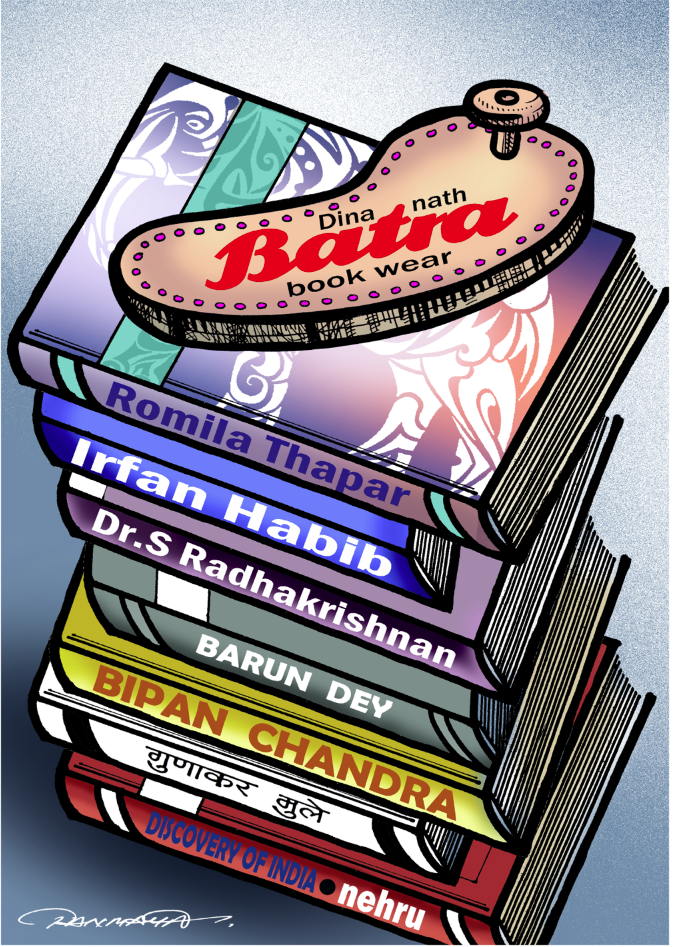 Dina nath
Batra
book wear
Romila Thapar
Irfan Habib
Dr.S Radhakrishnan
BARUN DEY
BIPAN CHANDRA
गुणाकर मुले
DISCOVERY OF INDIA • nehru